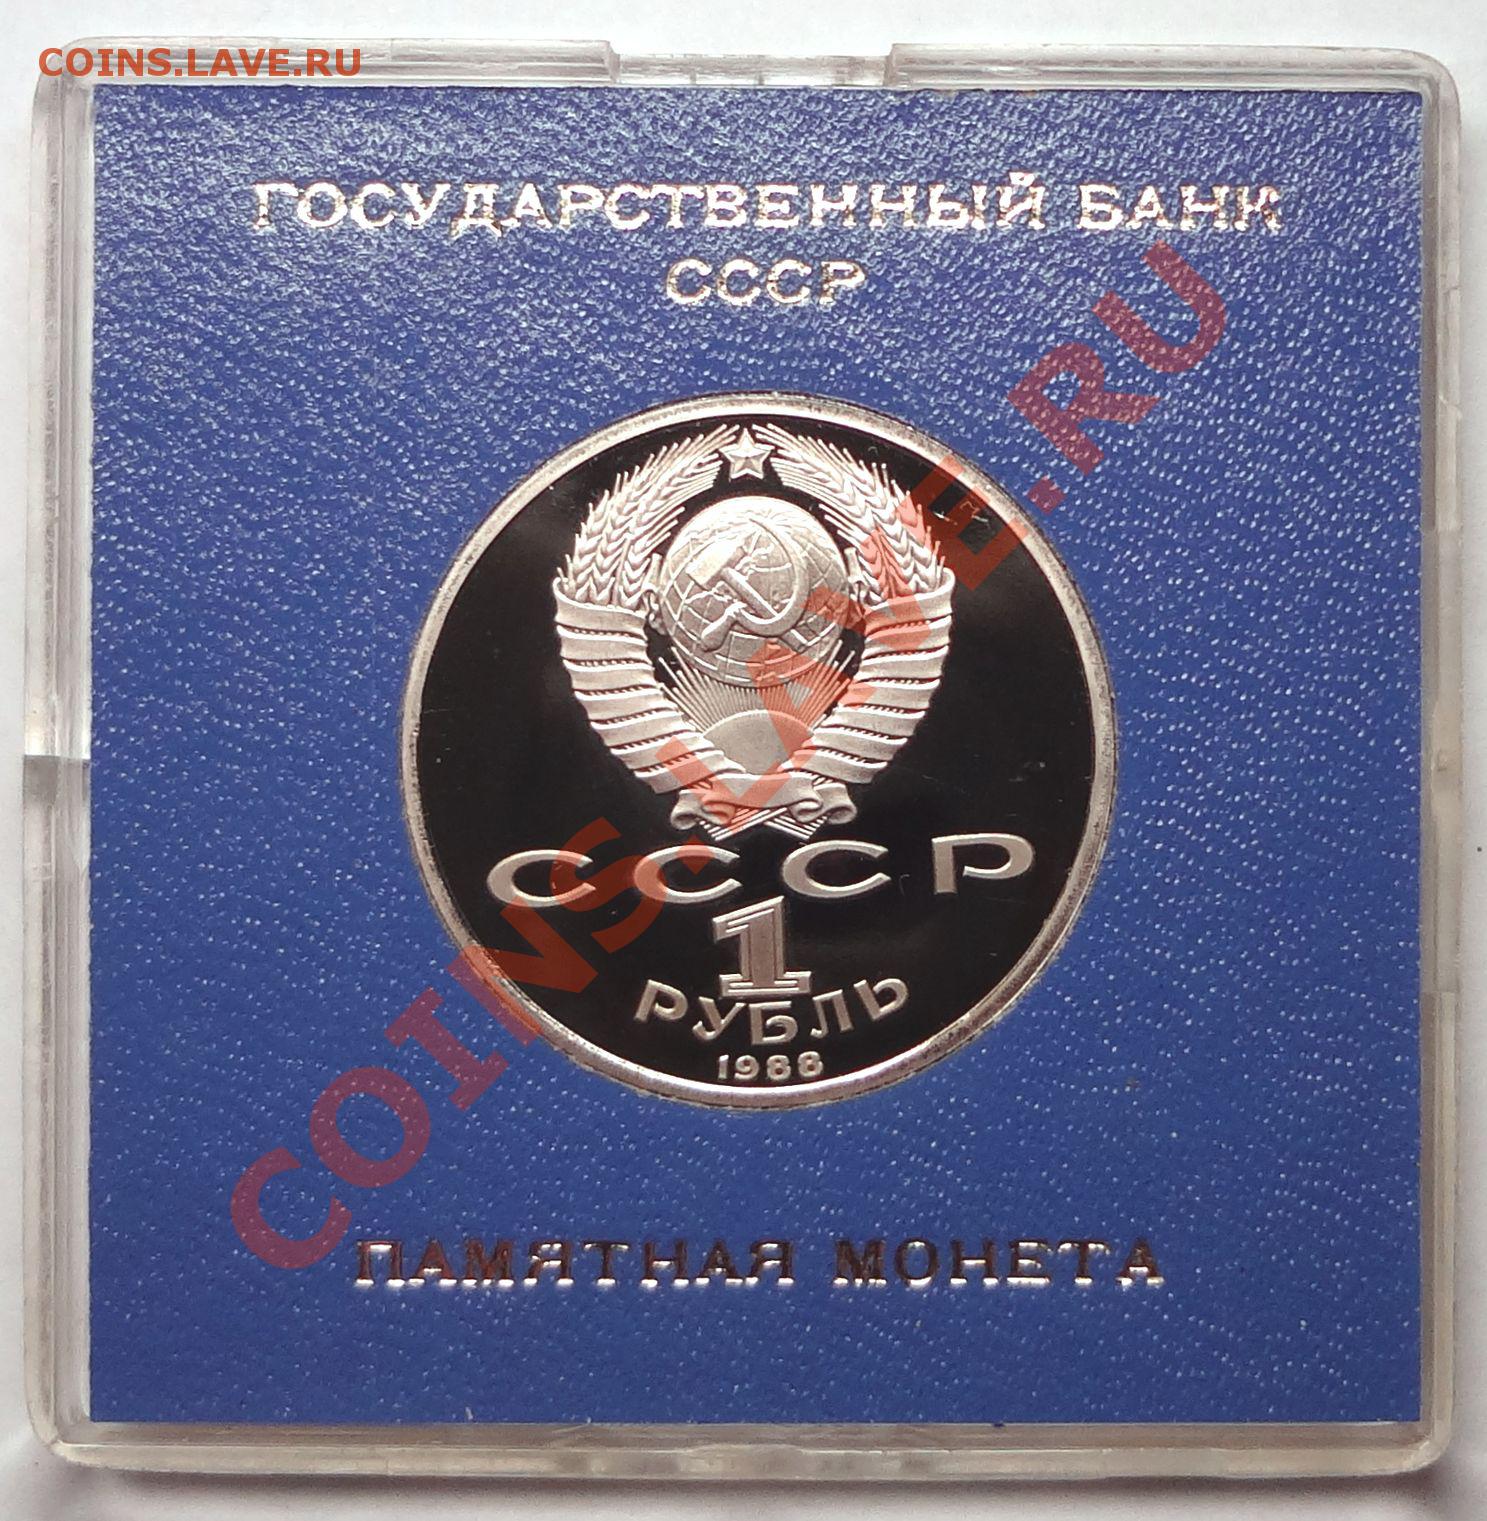 COINS.LAVE.RU
ГОСУДАРСТВЕННЫЙ БАНК
СССР
COINS.LAVE.RU
СССР
1
РУБЛЬ
1988
ПАМЯТНАЯ МОНЕТА